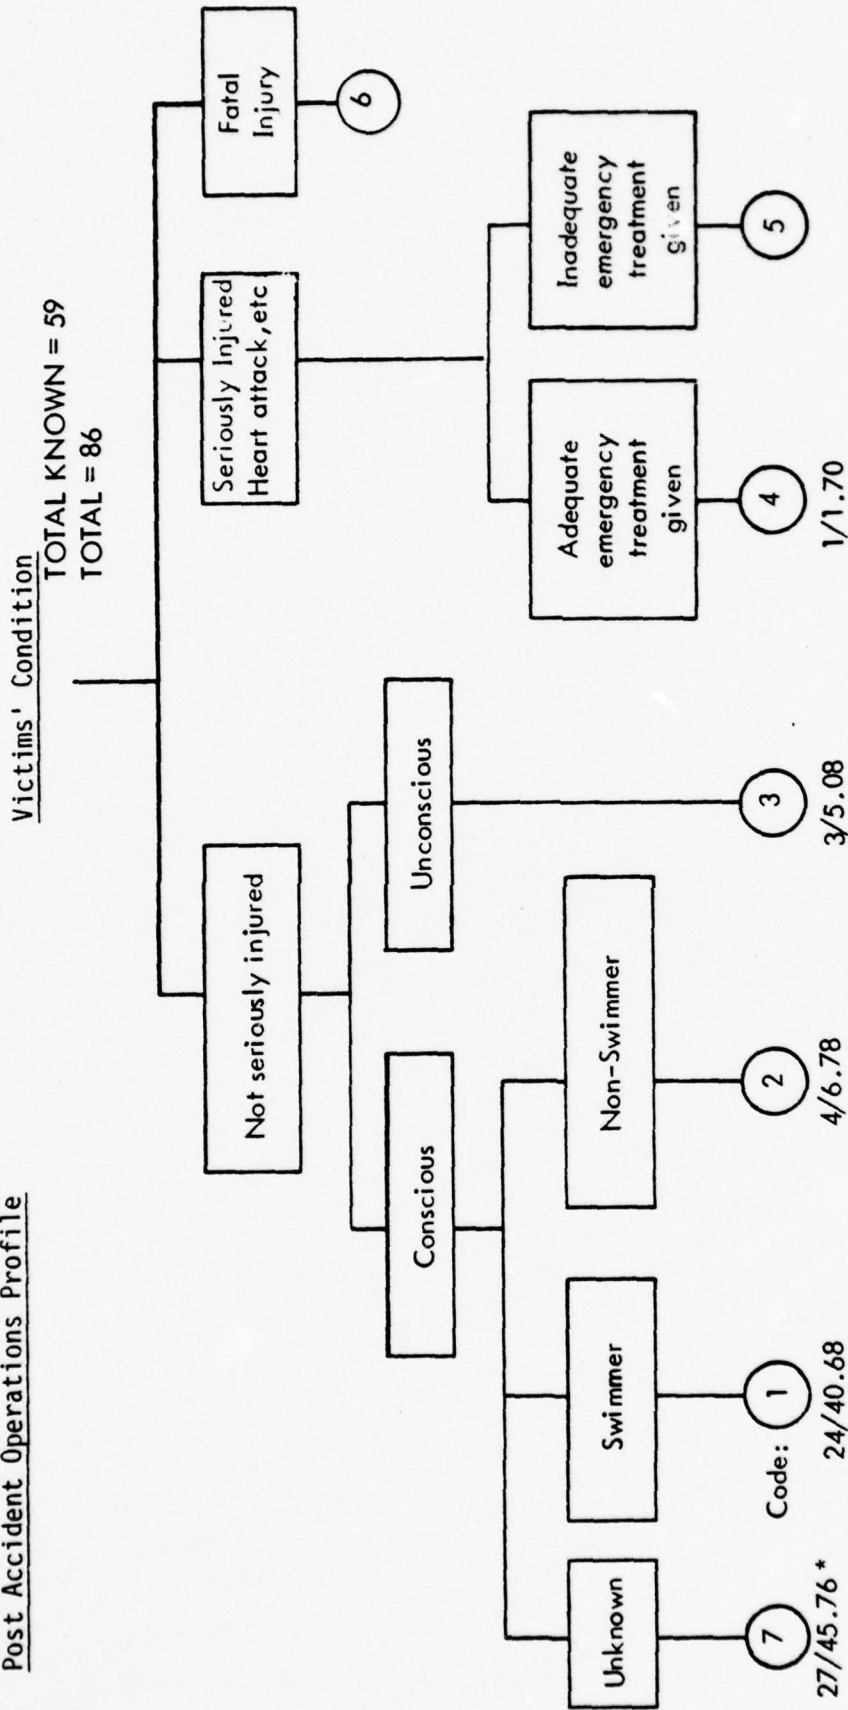 Post Accident Operations Profile
Victims' Condition
TOTAL KNOWN = 59
TOTAL = 86
Not seriously injured
Seriously Injured
Heart attack, etc
Fatal
Injury
6
Conscious
Unconscious
Unknown
Swimmer
Non-Swimmer
Adequate
emergency
treatment
given
Inadequate
emergency
treatment
given
7
Code: 1
2
3
4
5
27/45.76 *
24/40.68
4/6.78
3/5.08
1/1.70